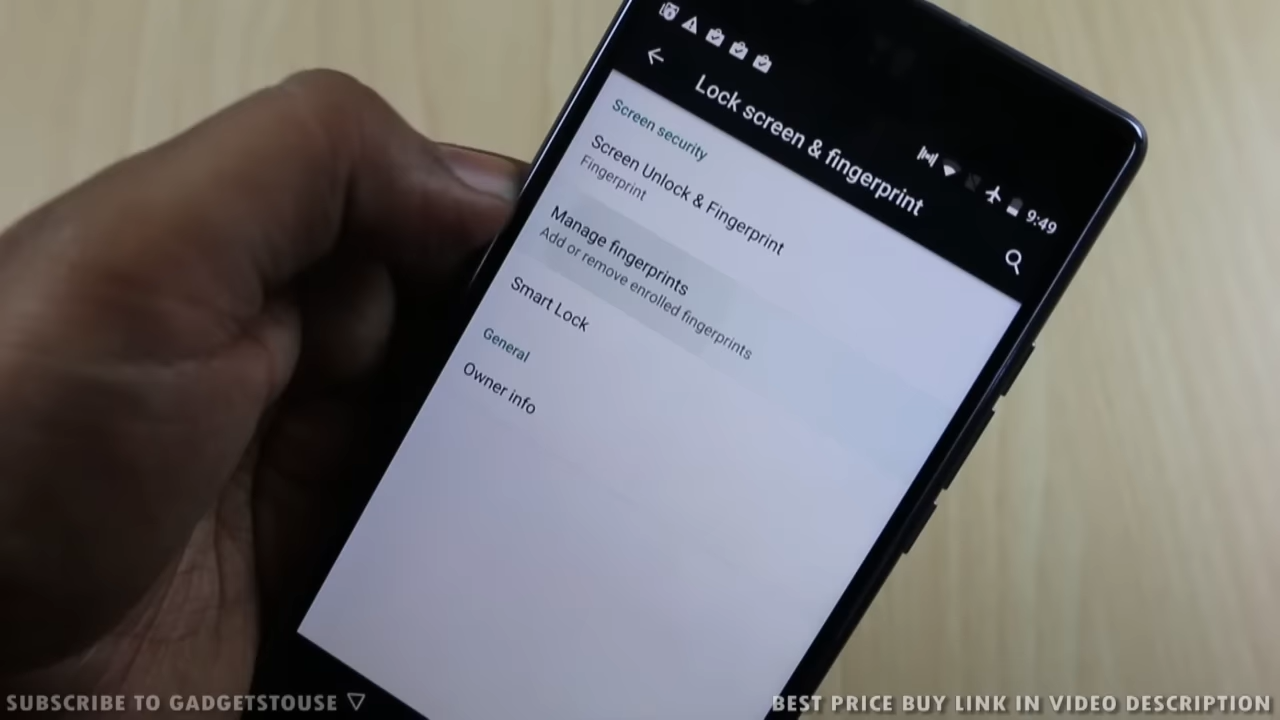 9:49
Lock screen & fingerprint
Screen security
Screen Unlock & Fingerprint
Fingerprint
Manage fingerprints
Add or remove enrolled fingerprints
Smart Lock
General
Owner info
SUBSCRIBE TO GADGETSTOUSE
BEST PRICE BUY LINK IN VIDEO DESCRIPTION